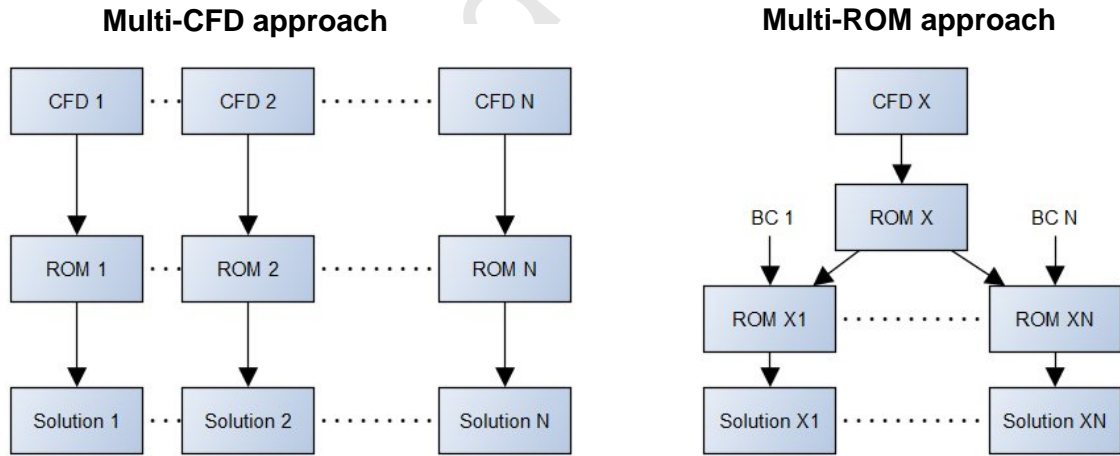 Multi-CFD approach
CFD 1
CFD 2
CFD N
ROM 1
ROM 2
ROM N
Solution 1
Solution 2
Solution N
Multi-ROM approach
CFD X
ROM X
BC 1
BC N
ROM X1
ROM XN
Solution X1
Solution XN